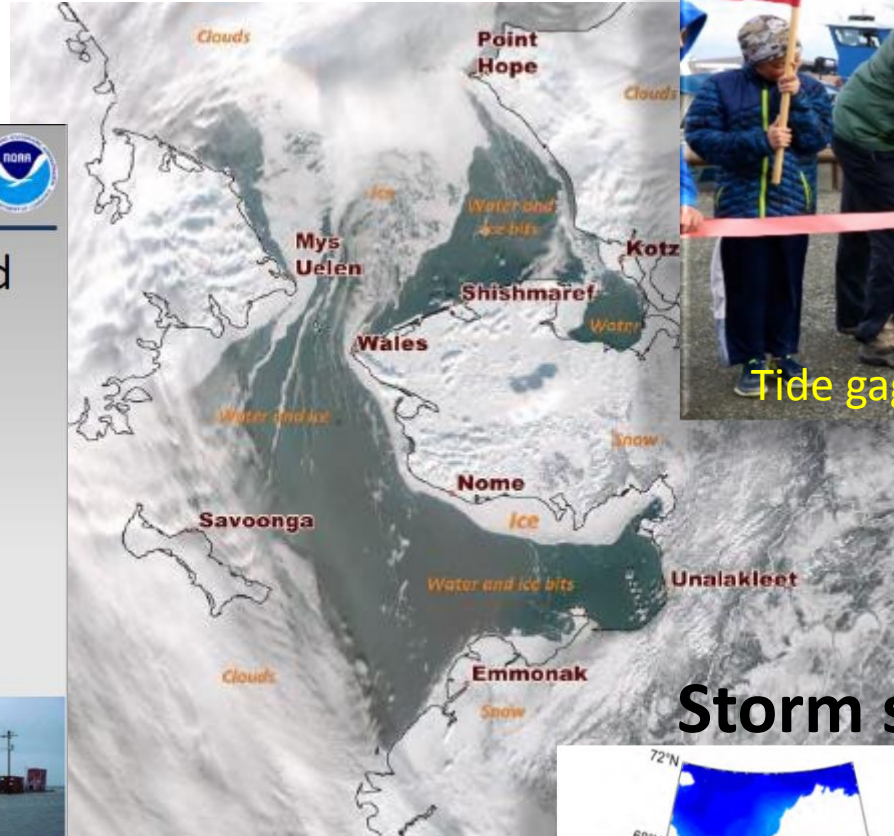 Clouds
Point
Hope
Clouds
NOAA
d
Ice
Water and
ice bits
Mys
Uelen
Kotz
Shishmaref
Water
Wales
Tide ga
Water and ice
Snow
Nome
Savoonga
Ice
Water and ice bits
Unalakleet
Emmonak
Clouds
Snow
Storm s
72°N